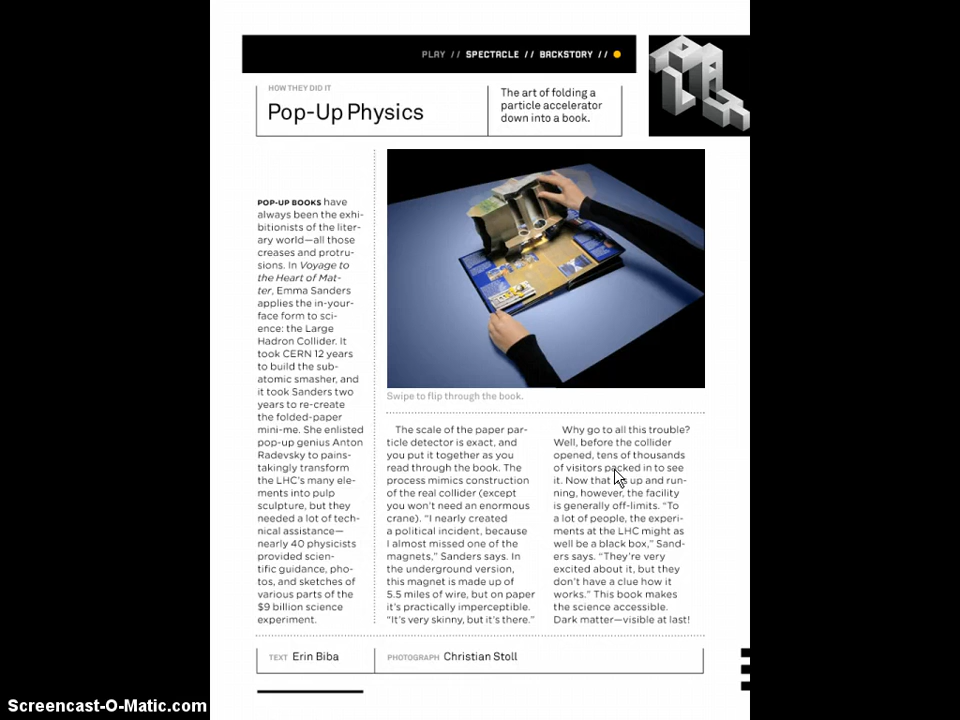 PLAY // SPECTACLE // BACKSTORY //
PLAY
HOW THEY DID IT
Pop-Up Physics
The art of folding a
particle accelerator
down into a book.
POP-UP BOOKS have
always been the exhi-
bitionists of the liter-
ary world—all those
creases and protru-
sions. In Voyage to
the Heart of Mat-
ter, Emma Sanders
applies the in-your-
face form to sci-
ence: the Large
Hadron Collider. It
took CERN 12 years
to build the sub-
atomic smasher, and
it took Sanders two
years to re-create
the folded-paper
mini-me. She enlisted
pop-up genius Anton
Radevsky to pains-
takingly transform
the LHC's many ele-
ments into pulp
sculpture, but they
needed a lot of tech-
nical assistance—
nearly 40 physicists
provided scien-
tific guidance, pho-
tos, and sketches of
various parts of the
$9 billion science
experiment.
Swipe to flip through the book.
The scale of the paper par-
ticle detector is exact, and
you put it together as you
read through the book. The
process mimics construction
of the real collider (except
you won't need an enormous
crane). "I nearly created
a political incident, because
I almost missed one of the
magnets," Sanders says. In
the underground version,
this magnet is made up of
5.5 miles of wire, but on paper
it's practically imperceptible.
"It's very skinny, but it's there."
Why go to all this trouble?
Well, before the collider
opened, tens of thousands
of visitors packed in to see
it. Now that up and run-
ning, however, the facility
is generally off-limits. "To
a lot of people, the experi-
ments at the LHC might as
well be a black box," Sand-
ers says. "They're very
excited about it, but they
don't have a clue how it
works." This book makes
the science accessible.
Dark matter—visible at last!
TEXT Erin Biba
PHOTOGRAPH Christian Stoll
Screencast-O-Matic.com